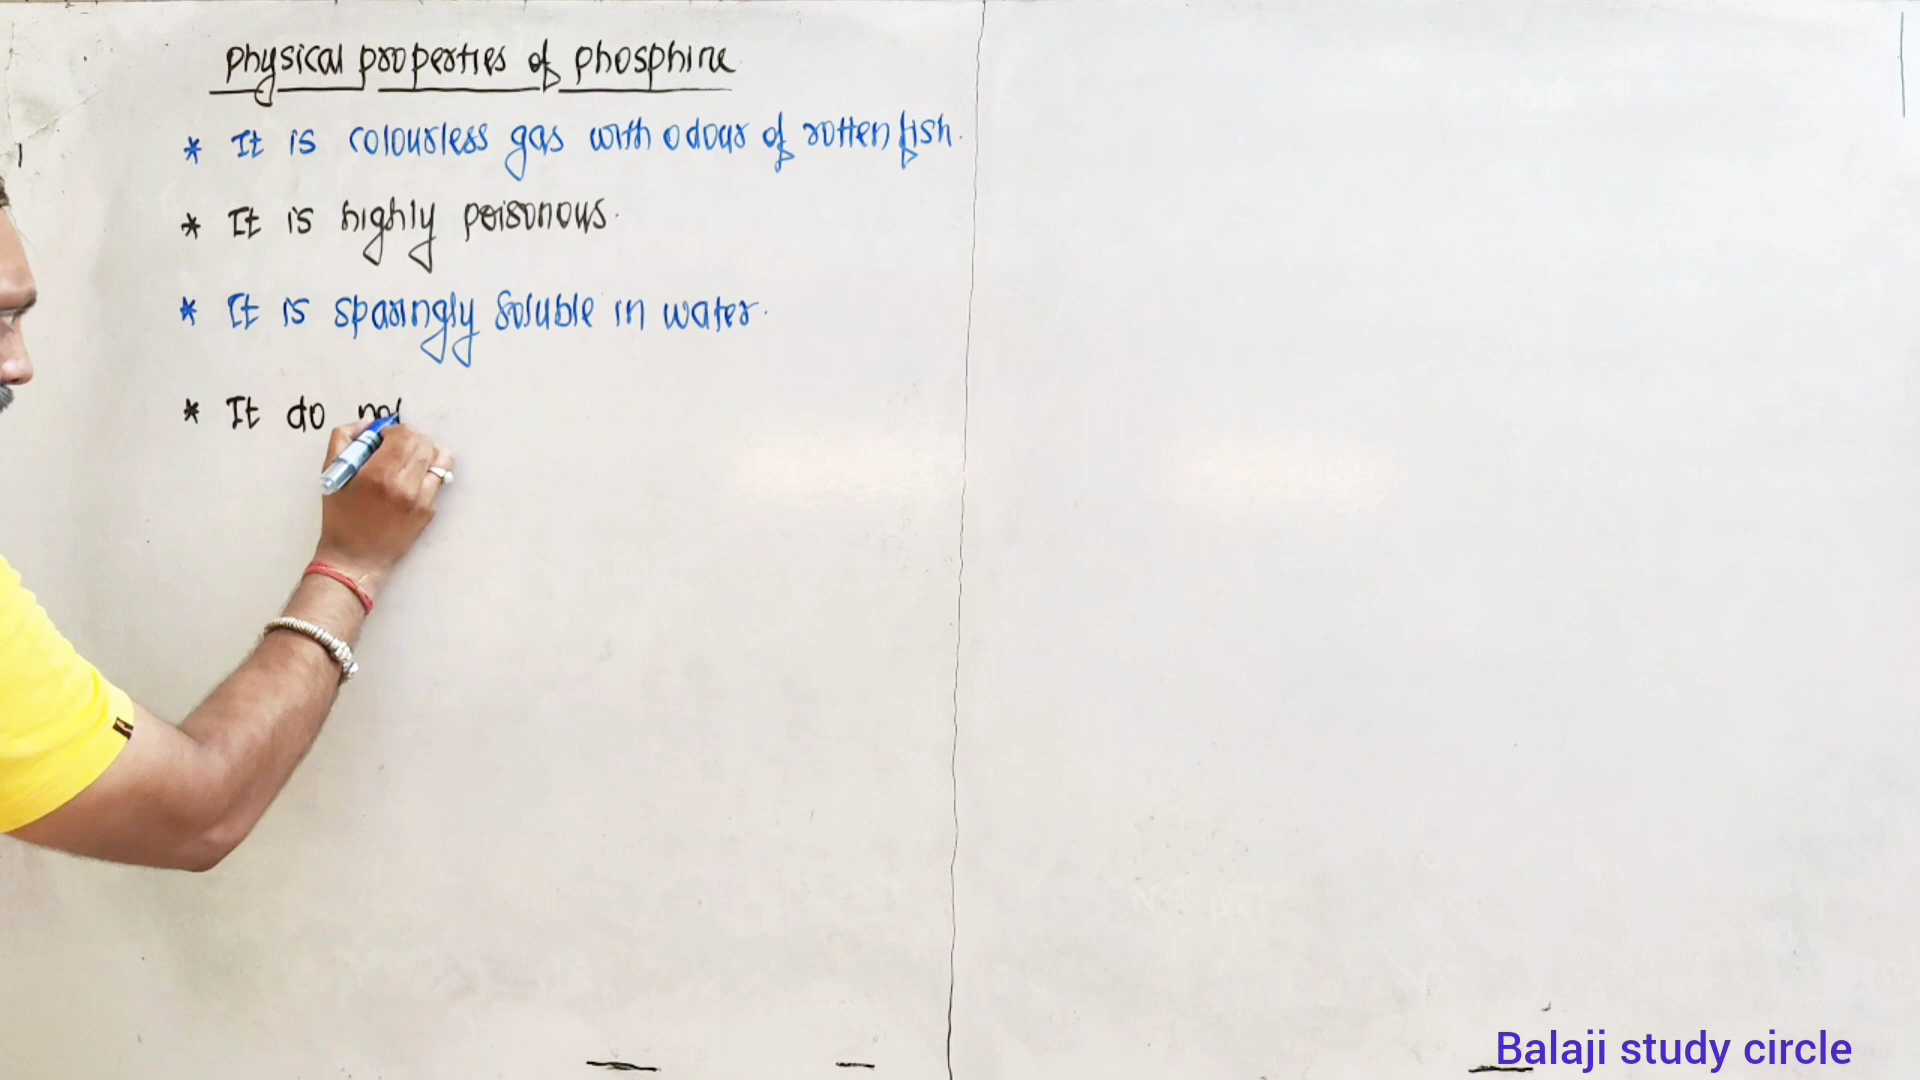 Physical properties of phosphine
* It is colourless gas with odour of rotten fish.
* It is highly poisonous.
* It is sparingly soluble in water.
* It do not
Balaji study circle